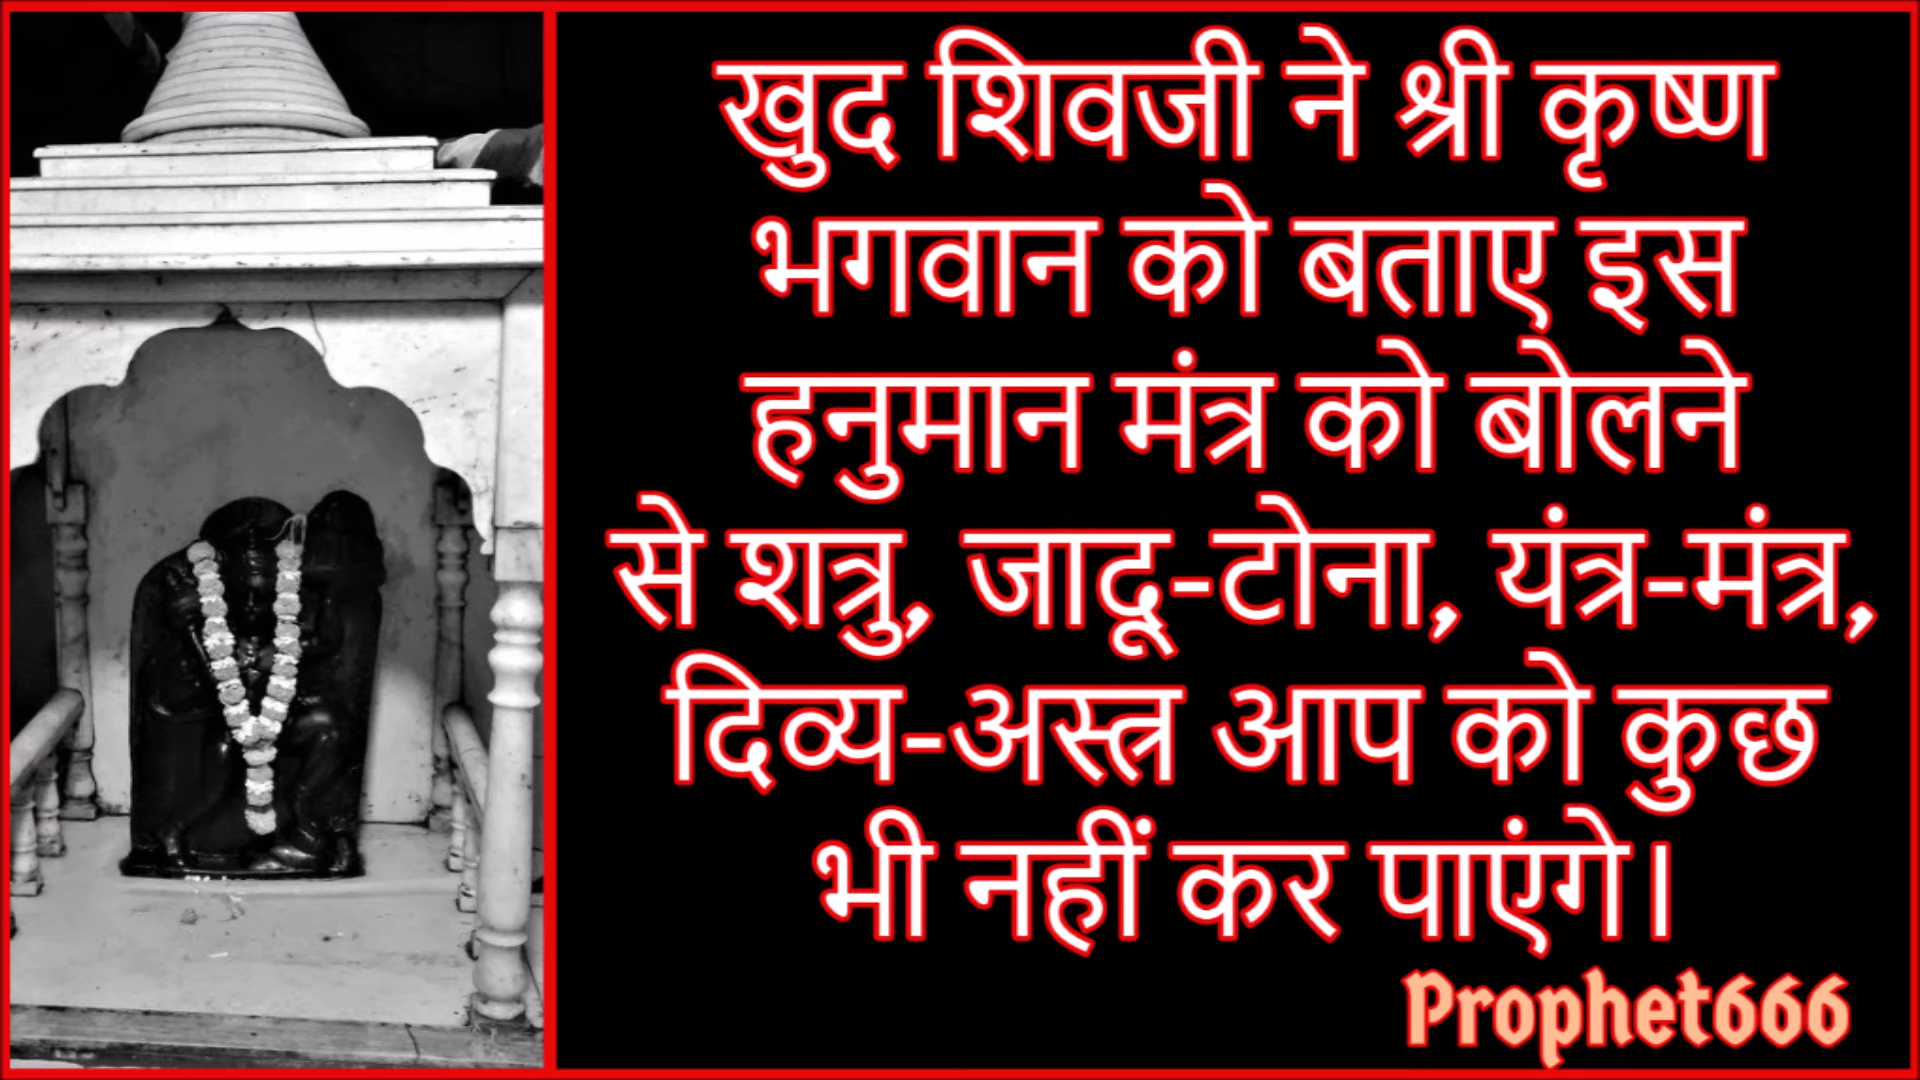 खुद शिवजी ने श्री कृष्ण
भगवान को बताए इस
हनुमान मंत्र को बोलने
से शत्रु, जादू-टोना, यंत्र-मंत्र,
दिव्य-अस्त्र आप को कुछ
भी नहीं कर पाएंगे।
Prophet666